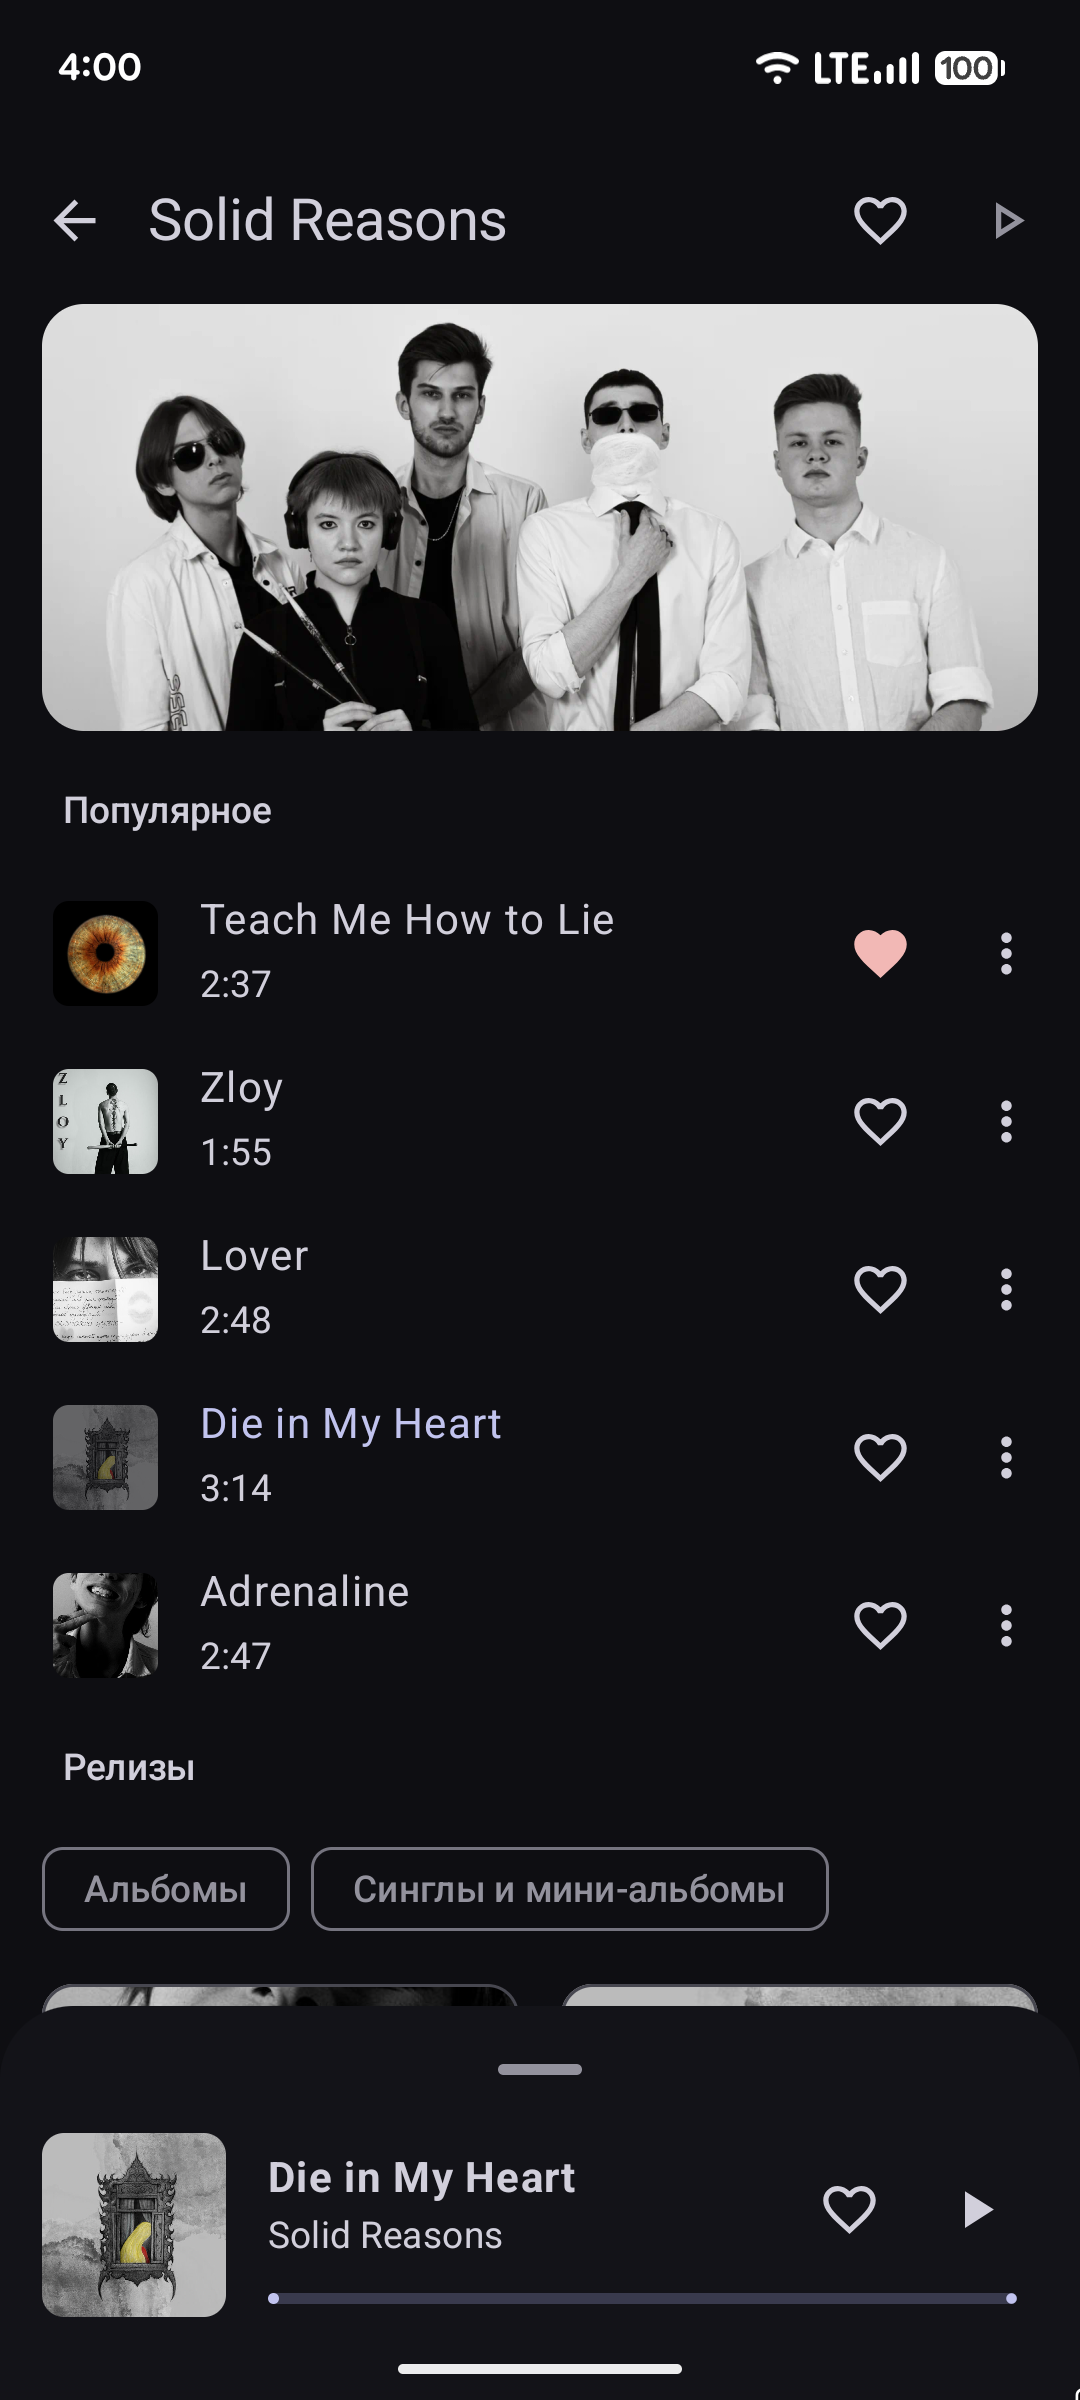 4:00
LTE 100
Solid Reasons
Популярное
Teach Me How to Lie
2:37
Z
L
O
Y
Zloy
1:55
Lover
2:48
Die in My Heart
3:14
Adrenaline
2:47
Релизы
Альбомы
Синглы и мини-альбомы
Die in My Heart
Solid Reasons